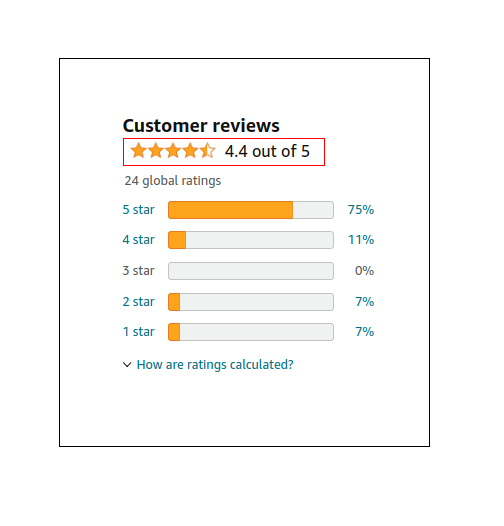 Customer reviews
4.4 out of 5
24 global ratings
5 star 75%
4 star 11%
3 star 0%
2 star 7%
1 star 7%
How are ratings calculated?